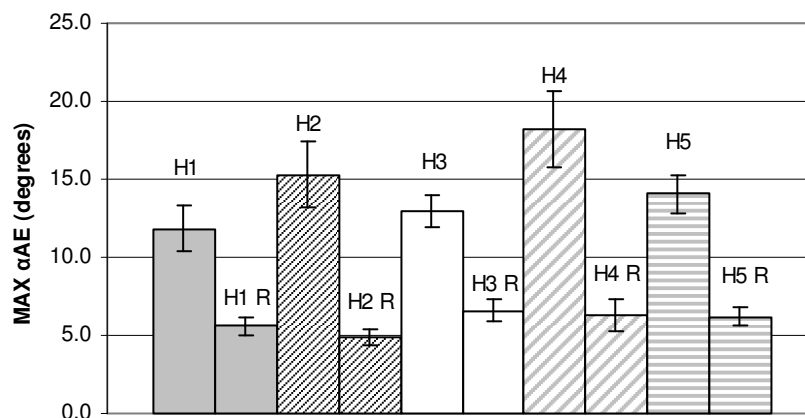 25.0
20.0
15.0
10.0
5.0
0.0
MAX αAE (degrees)
H1
H1 R
H2
H2 R
H3
H3 R
H4
H4 R
H5
H5 R